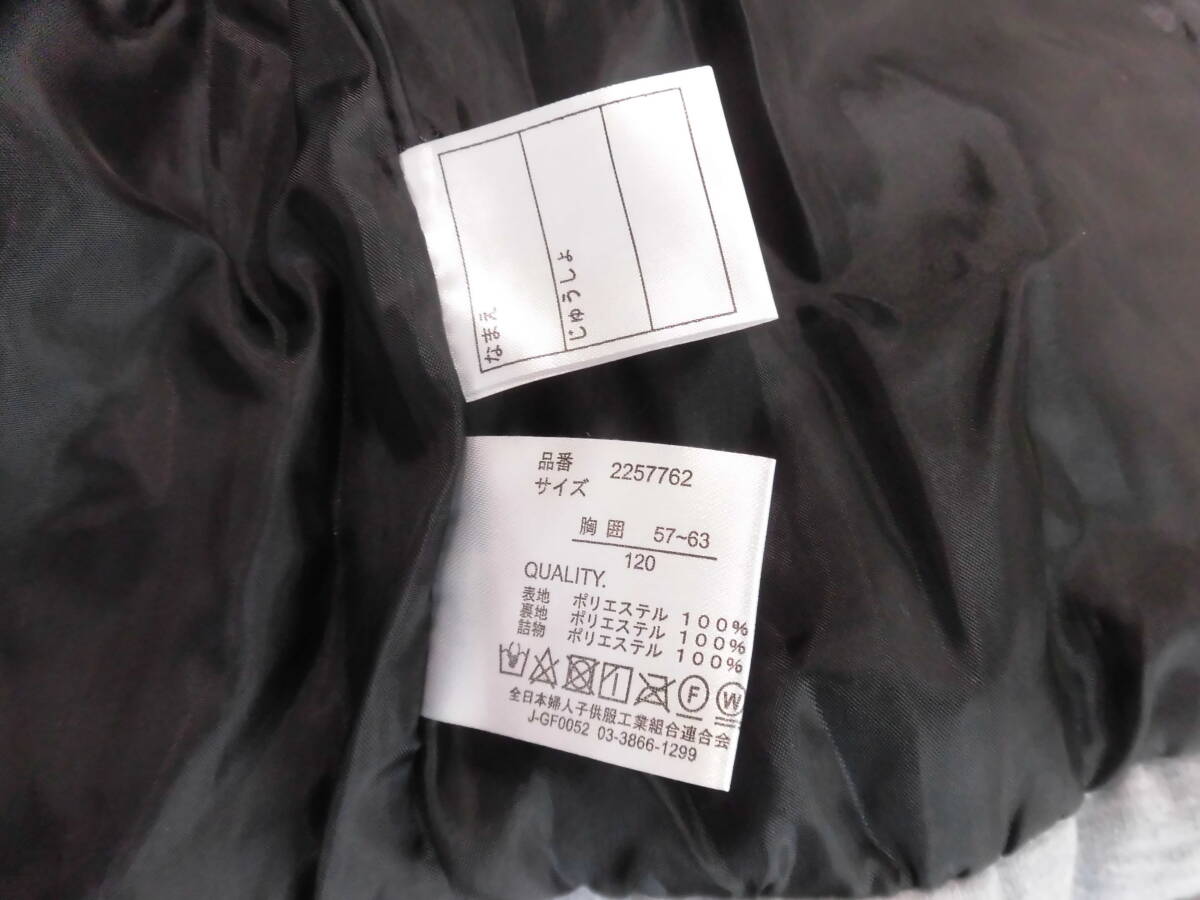 なまえ
じゅうしょ
品番 2257762
サイズ
胸囲 57~63
120
QUALITY.
表地 ポリエステル 100%
裏地 ポリエステル 100%
詰物 ポリエステル 100%
F W
全日本婦人子供服工業組合連合会
J-GF0052 03-3866-1299